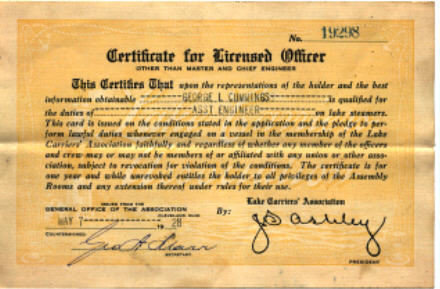 No. 19298
Certificate for Licensed Officer
OTHER THAN MASTER AND CHIEF ENGINEER
This Certifies That upon the representations of the holder and the best
information obtainable GEORGE L CUMMINGS is qualified for
the duties of ASST ENGINEER on lake steamers.
This card is issued on the conditions stated in the application and the pledge to per-
form lawful duties whenever engaged on a vessel in the membership of the Lake
Carriers' Association faithfully and regardless of whether any member of the officers
and crew may or may not be members of or affiliated with any union or other asso-
ciation, subject to revocation for violation of the conditions. The certificate is for
one year and while unrevoked entitles the holder to all privileges of the Assembly
Rooms and any extension thereof under rules for their use.
ISSUED FROM THE
GENERAL OFFICE OF THE ASSOCIATION
CLEVELAND OHIO
MAY 7 1928
COUNTERSIGNED
Geo A Marr
SECRETARY
Lake Carriers' Association
By:
PRESIDENT